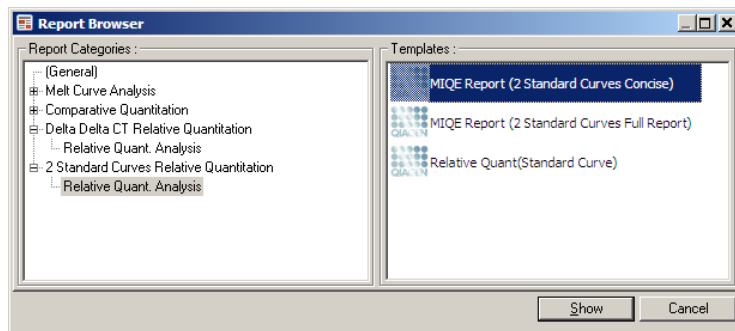 Report Browser
Report Categories :
(General)
Melt Curve Analysis
Comparative Quantitation
Delta Delta CT Relative Quantitation
Relative Quant. Analysis
2 Standard Curves Relative Quantitation
Relative Quant. Analysis
Templates :
MIQE Report (2 Standard Curves Concise)
QIAGEN
MIQE Report (2 Standard Curves Full Report)
QIAGEN
Relative Quant(Standard Curve)
Show
Cancel